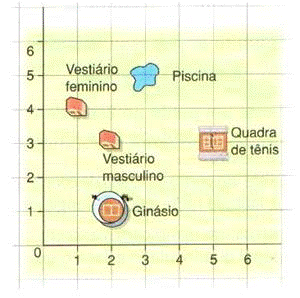 6
5
4
3
2
1
0
1 2 3 4 5 6
Vestiário
feminino
Piscina
Vestiário
masculino
Quadra
de tênis
Ginásio